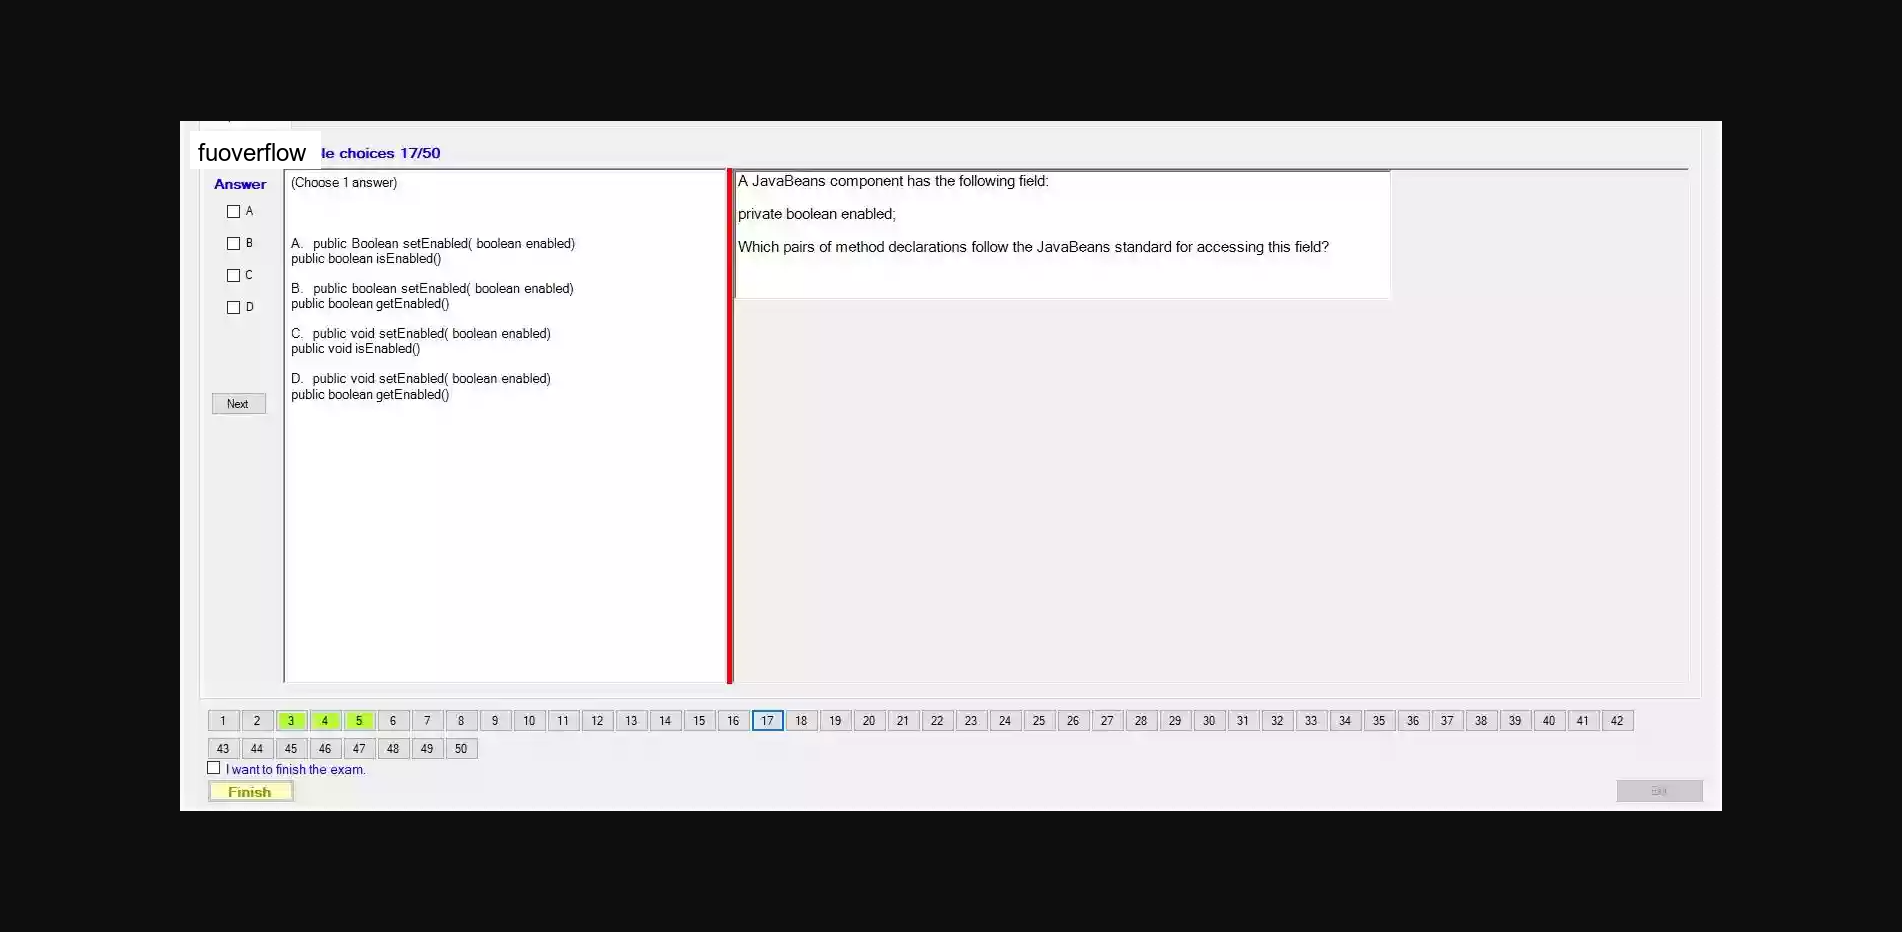 fuoverflow
le choices 17/50
Answer
A
B
C
D
Next
(Choose 1 answer)
A. public Boolean setEnabled( boolean enabled)
public boolean isEnabled()
B. public boolean setEnabled( boolean enabled)
public boolean getEnabled()
C. public void setEnabled( boolean enabled)
public void isEnabled()
D. public void setEnabled( boolean enabled)
public boolean getEnabled()
A JavaBeans component has the following field:
private boolean enabled;
Which pairs of method declarations follow the JavaBeans standard for accessing this field?
1 2 3 4 5 6 7 8 9 10 11 12 13 14 15 16 17 18 19 20 21 22 23 24 25 26 27 28 29 30 31 32 33 34 35 36 37 38 39 40 41 42
43 44 45 46 47 48 49 50
I want to finish the exam.
Finish
Exit